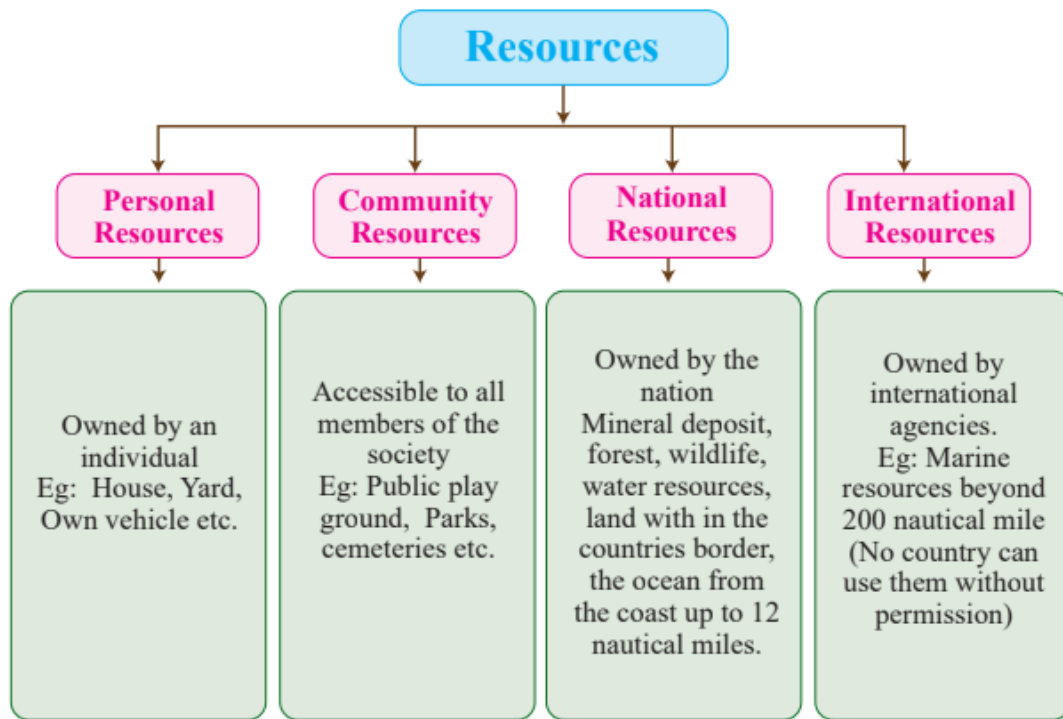 Resources
Personal
Resources
Community
Resources
National
Resources
International
Resources
Owned by an
individual
Eg: House, Yard,
Own vehicle etc.
Accessible to all
members of the
society
Eg: Public play
ground, Parks,
cemeteries etc.
Owned by the
nation
Mineral deposit,
forest, wildlife,
water resources,
land with in the
countries border,
the ocean from
the coast up to 12
nautical miles.
Owned by
international
agencies.
Eg: Marine
resources beyond
200 nautical mile
(No country can
use them without
permission)